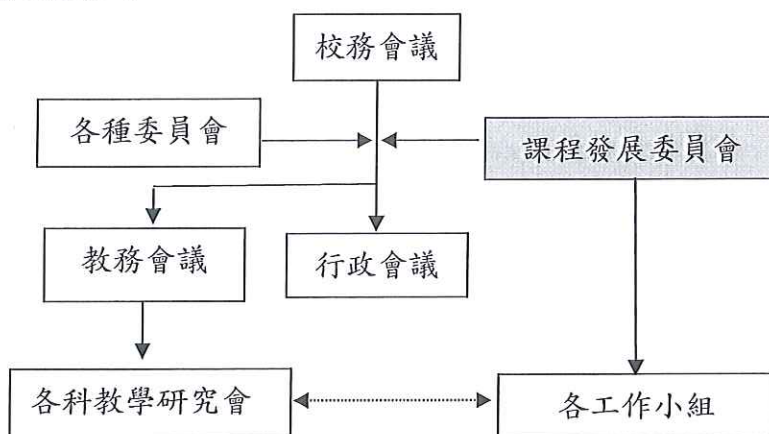 校務會議
各種委員會
課程發展委員會
教務會議
行政會議
各科教學研究會
各工作小組